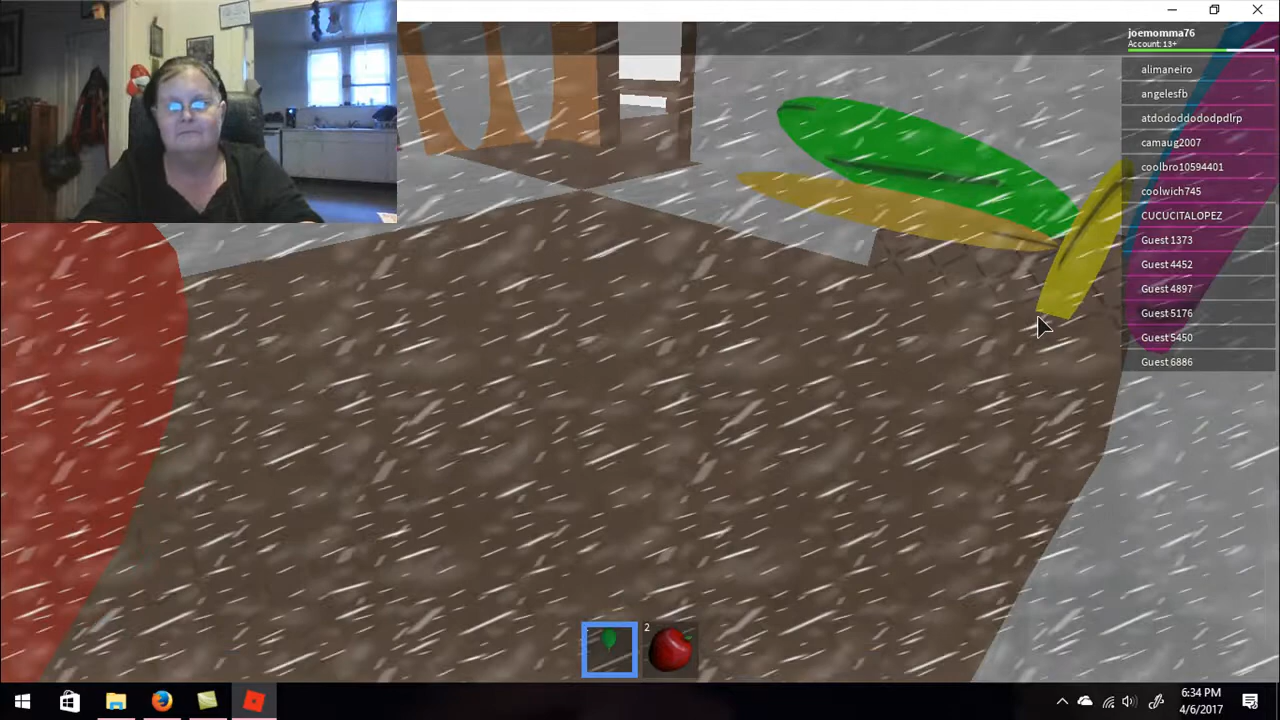 joemomma76
Account: 13+
alimaneiro
angelesfb
atdododdododpdlrp
camaug2007
coolbro10594401
coolwich745
CUCUCITALOPEZ
Guest 1373
Guest 4452
Guest 4897
Guest 5176
Guest 5450
Guest 6886
2
6:34 PM
4/6/2017